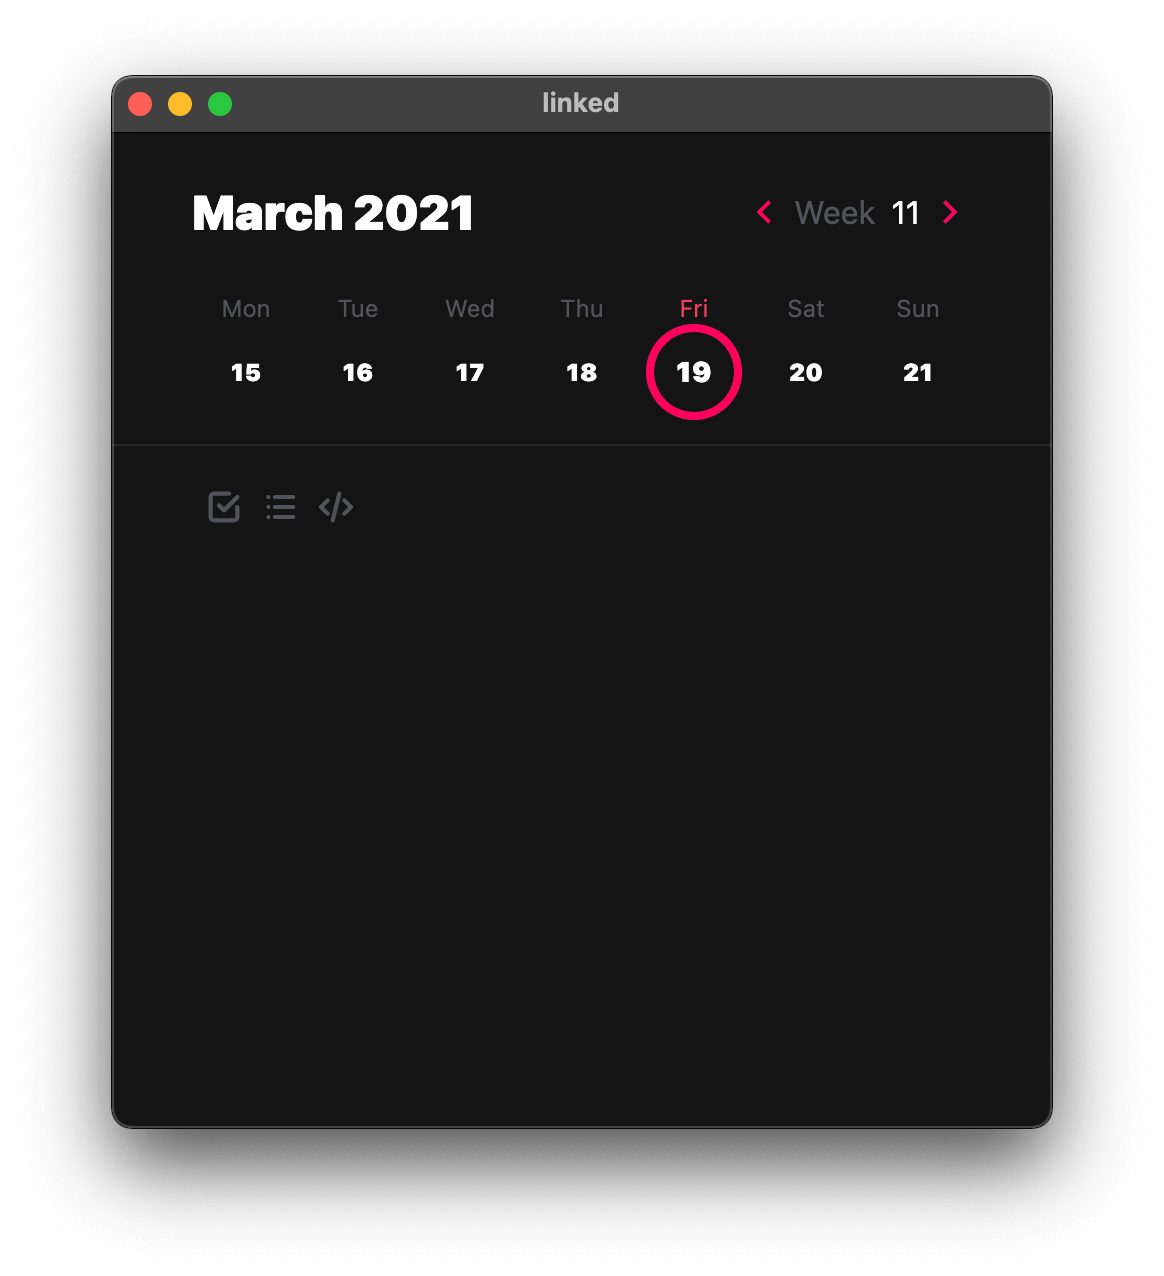 linked
March 2021
Week 11
Mon Tue Wed Thu Fri Sat Sun
15 16 17 18 19 20 21